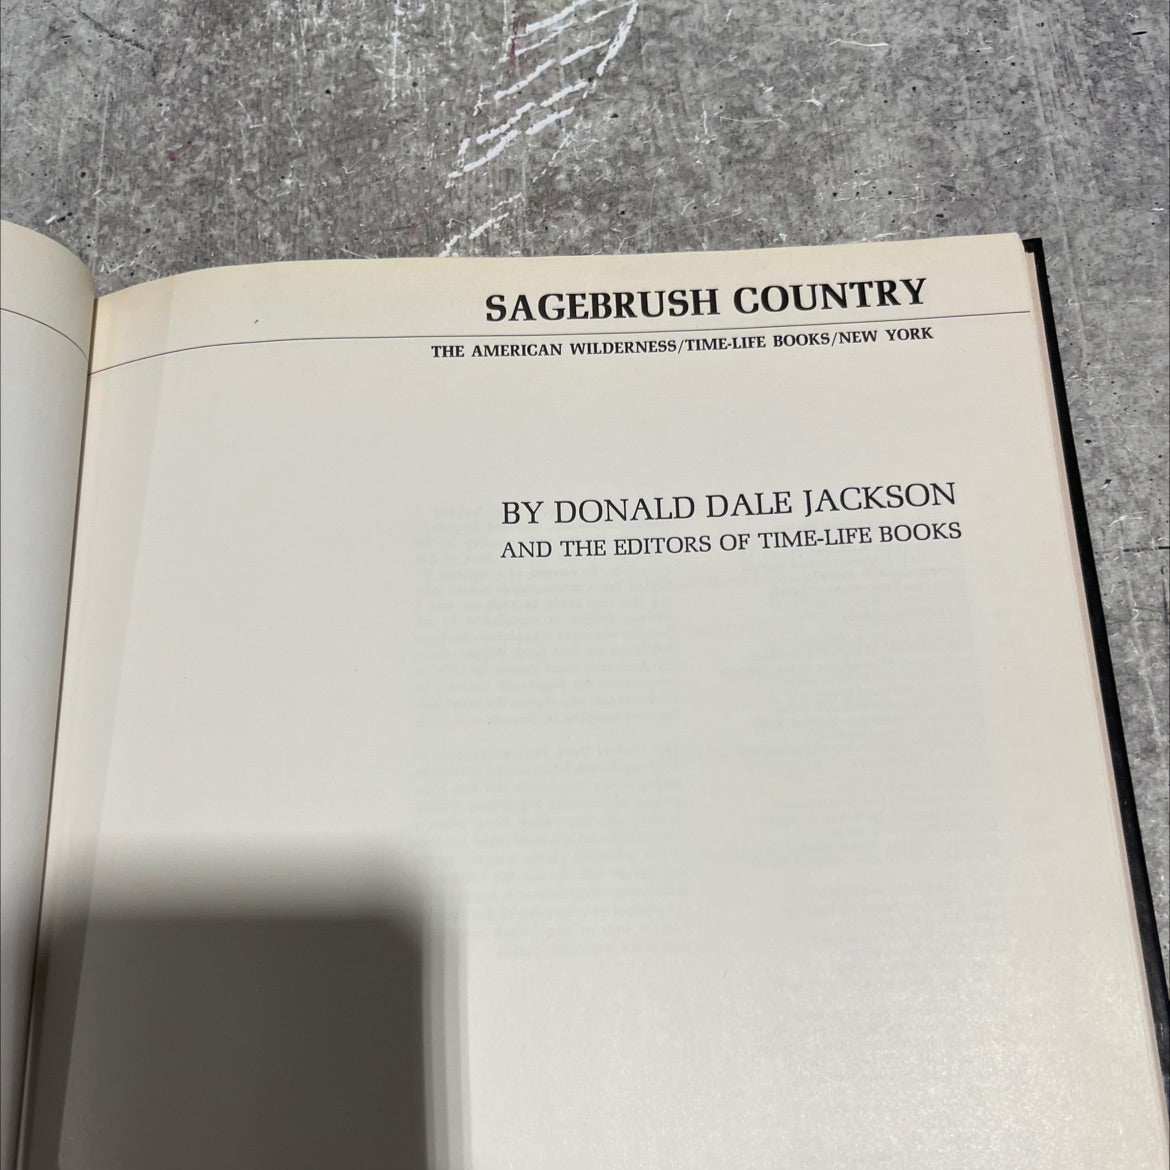 SAGEBRUSH COUNTRY
THE AMERICAN WILDERNESS/TIME-LIFE BOOKS/NEW YORK
BY DONALD DALE JACKSON
AND THE EDITORS OF TIME-LIFE BOOKS